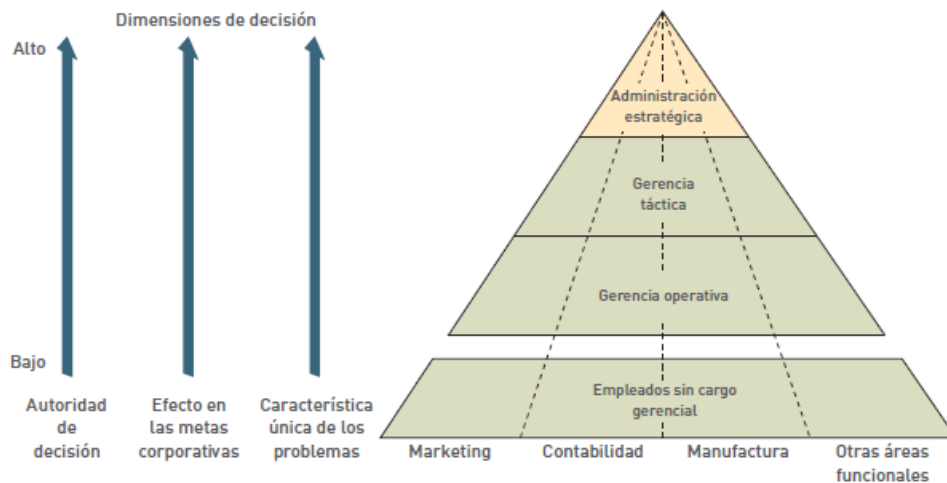 Dimensiones de decisión
Alto
Bajo
Autoridad
de
decisión
Efecto en
las metas
corporativas
Característica
única de los
problemas
Administración
estratégica
Gerencia
táctica
Gerencia operativa
Empleados sin cargo
gerencial
Marketing
Contabilidad
Manufactura
Otras áreas
funcionales